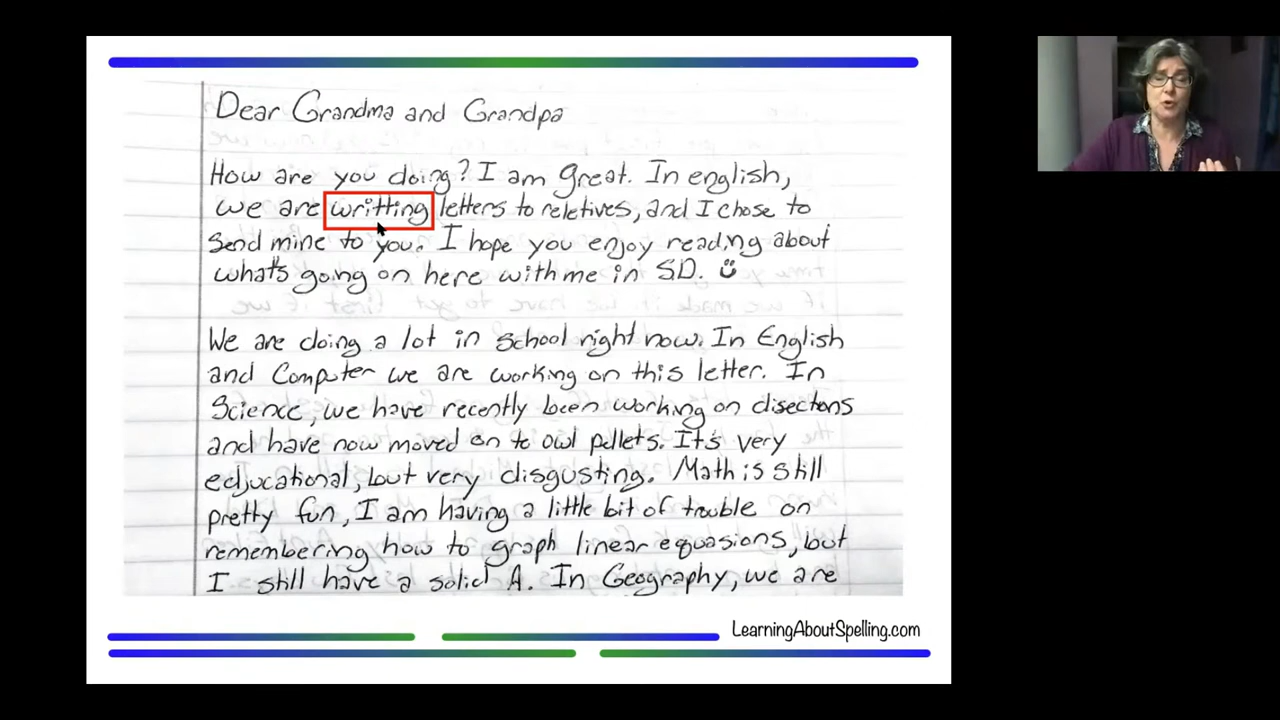 Dear Grandma and Grandpa
How are you doing? I am great. In english,
we are writting letters to reletives, and I chose to
send mine to you. I hope you enjoy reading about
what's going on here with me in SD.
We are doing a lot in school right now. In English
and Computer we are working on this letter. In
Science, we have recently been working on disectons
and have now moved on to owl pellets. It's very
edjucational, but very disgusting. Math is still
pretty fun, I am having a little bit of trouble on
remembering how to graph linear equasions, but
I still have a solid A. In Geography, we are
LearningAboutSpelling.com